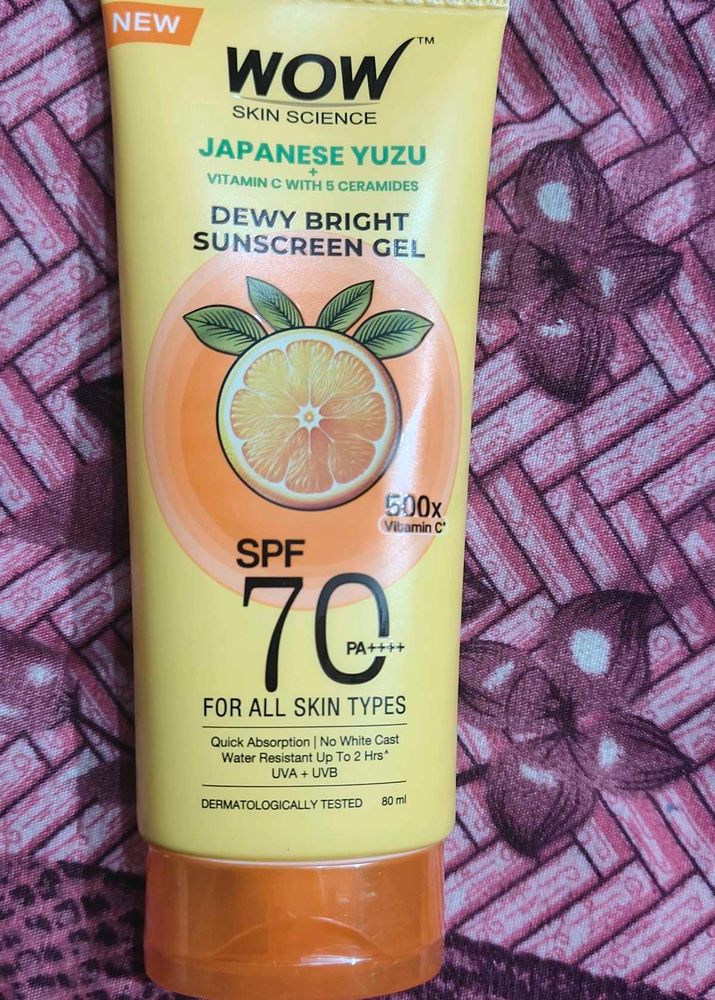 NEW
WOW™
SKIN SCIENCE
JAPANESE YUZU
+
VITAMIN C WITH 5 CERAMIDES
DEWY BRIGHT
SUNSCREEN GEL
500x
Vitamin C*
SPF
70
PA++++
FOR ALL SKIN TYPES
Quick Absorption | No White Cast
Water Resistant Up To 2 Hrs^
UVA + UVB
DERMATOLOGICALLY TESTED 80 ml